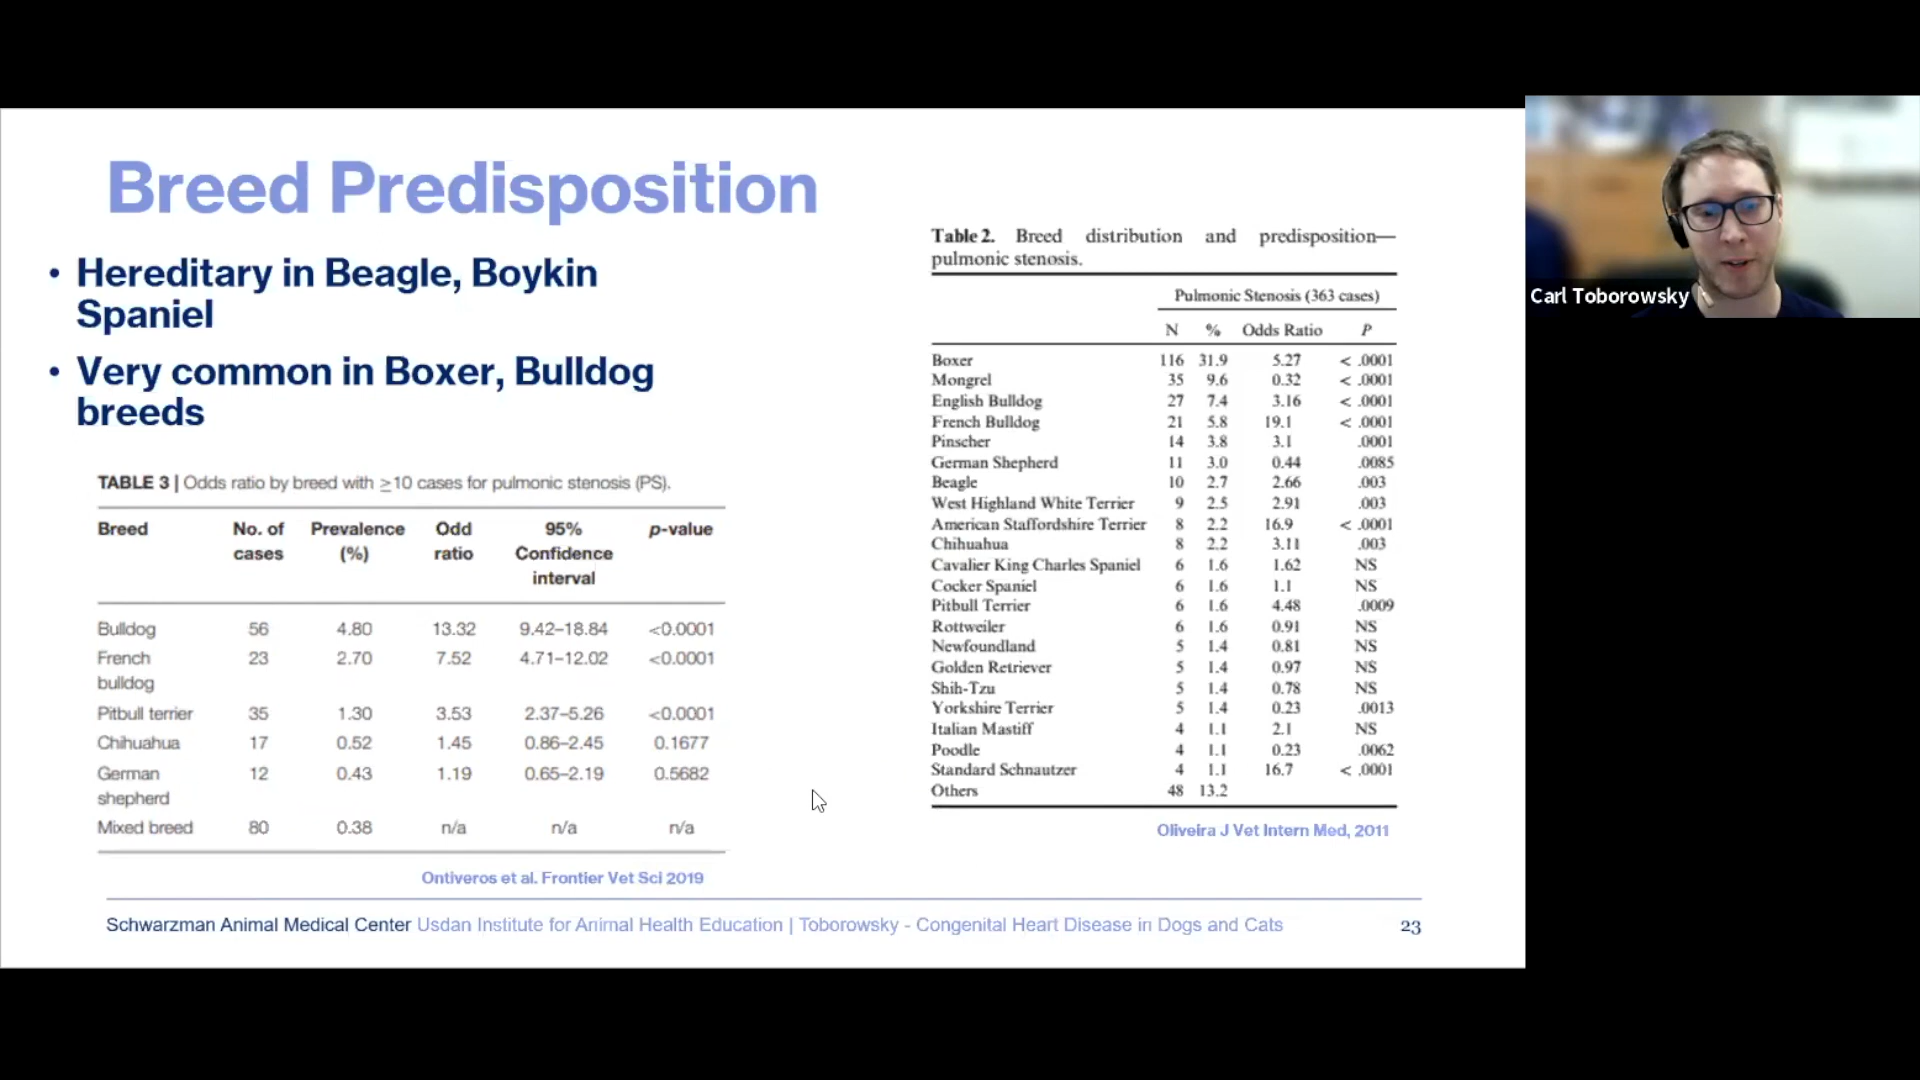 Breed Predisposition
• Hereditary in Beagle, Boykin
Spaniel
• Very common in Boxer, Bulldog
breeds
TABLE 3 | Odds ratio by breed with ≥10 cases for pulmonic stenosis (PS).
Breed No. of cases Prevalence (%) Odd ratio 95% Confidence interval p-value
Bulldog 56 4.80 13.32 9.42–18.84 <0.0001
French bulldog 23 2.70 7.52 4.71–12.02 <0.0001
Pitbull terrier 35 1.30 3.53 2.37–5.26 <0.0001
Chihuahua 17 0.52 1.45 0.86–2.45 0.1677
German shepherd 12 0.43 1.19 0.65–2.19 0.5682
Mixed breed 80 0.38 n/a n/a n/a
Ontiveros et al. Frontier Vet Sci 2019
Table 2. Breed distribution and predisposition—
pulmonic stenosis.
Pulmonic Stenosis (363 cases)
N % Odds Ratio P
Boxer 116 31.9 5.27 < .0001
Mongrel 35 9.6 0.32 < .0001
English Bulldog 27 7.4 3.16 < .0001
French Bulldog 21 5.8 19.1 < .0001
Pinscher 14 3.8 3.1 .0001
German Shepherd 11 3.0 0.44 .0085
Beagle 10 2.7 2.66 .003
West Highland White Terrier 9 2.5 2.91 .003
American Staffordshire Terrier 8 2.2 16.9 < .0001
Chihuahua 8 2.2 3.11 .003
Cavalier King Charles Spaniel 6 1.6 1.62 NS
Cocker Spaniel 6 1.6 1.1 NS
Pitbull Terrier 6 1.6 4.48 .0009
Rottweiler 6 1.6 0.91 NS
Newfoundland 5 1.4 0.81 NS
Golden Retriever 5 1.4 0.97 NS
Shih-Tzu 5 1.4 0.78 NS
Yorkshire Terrier 5 1.4 0.23 .0013
Italian Mastiff 4 1.1 2.1 NS
Poodle 4 1.1 0.23 .0062
Standard Schnautzer 4 1.1 16.7 < .0001
Others 48 13.2
Oliveira J Vet Intern Med, 2011
Schwarzman Animal Medical Center Usdan Institute for Animal Health Education | Toborowsky - Congenital Heart Disease in Dogs and Cats 23
Carl Toborowsky